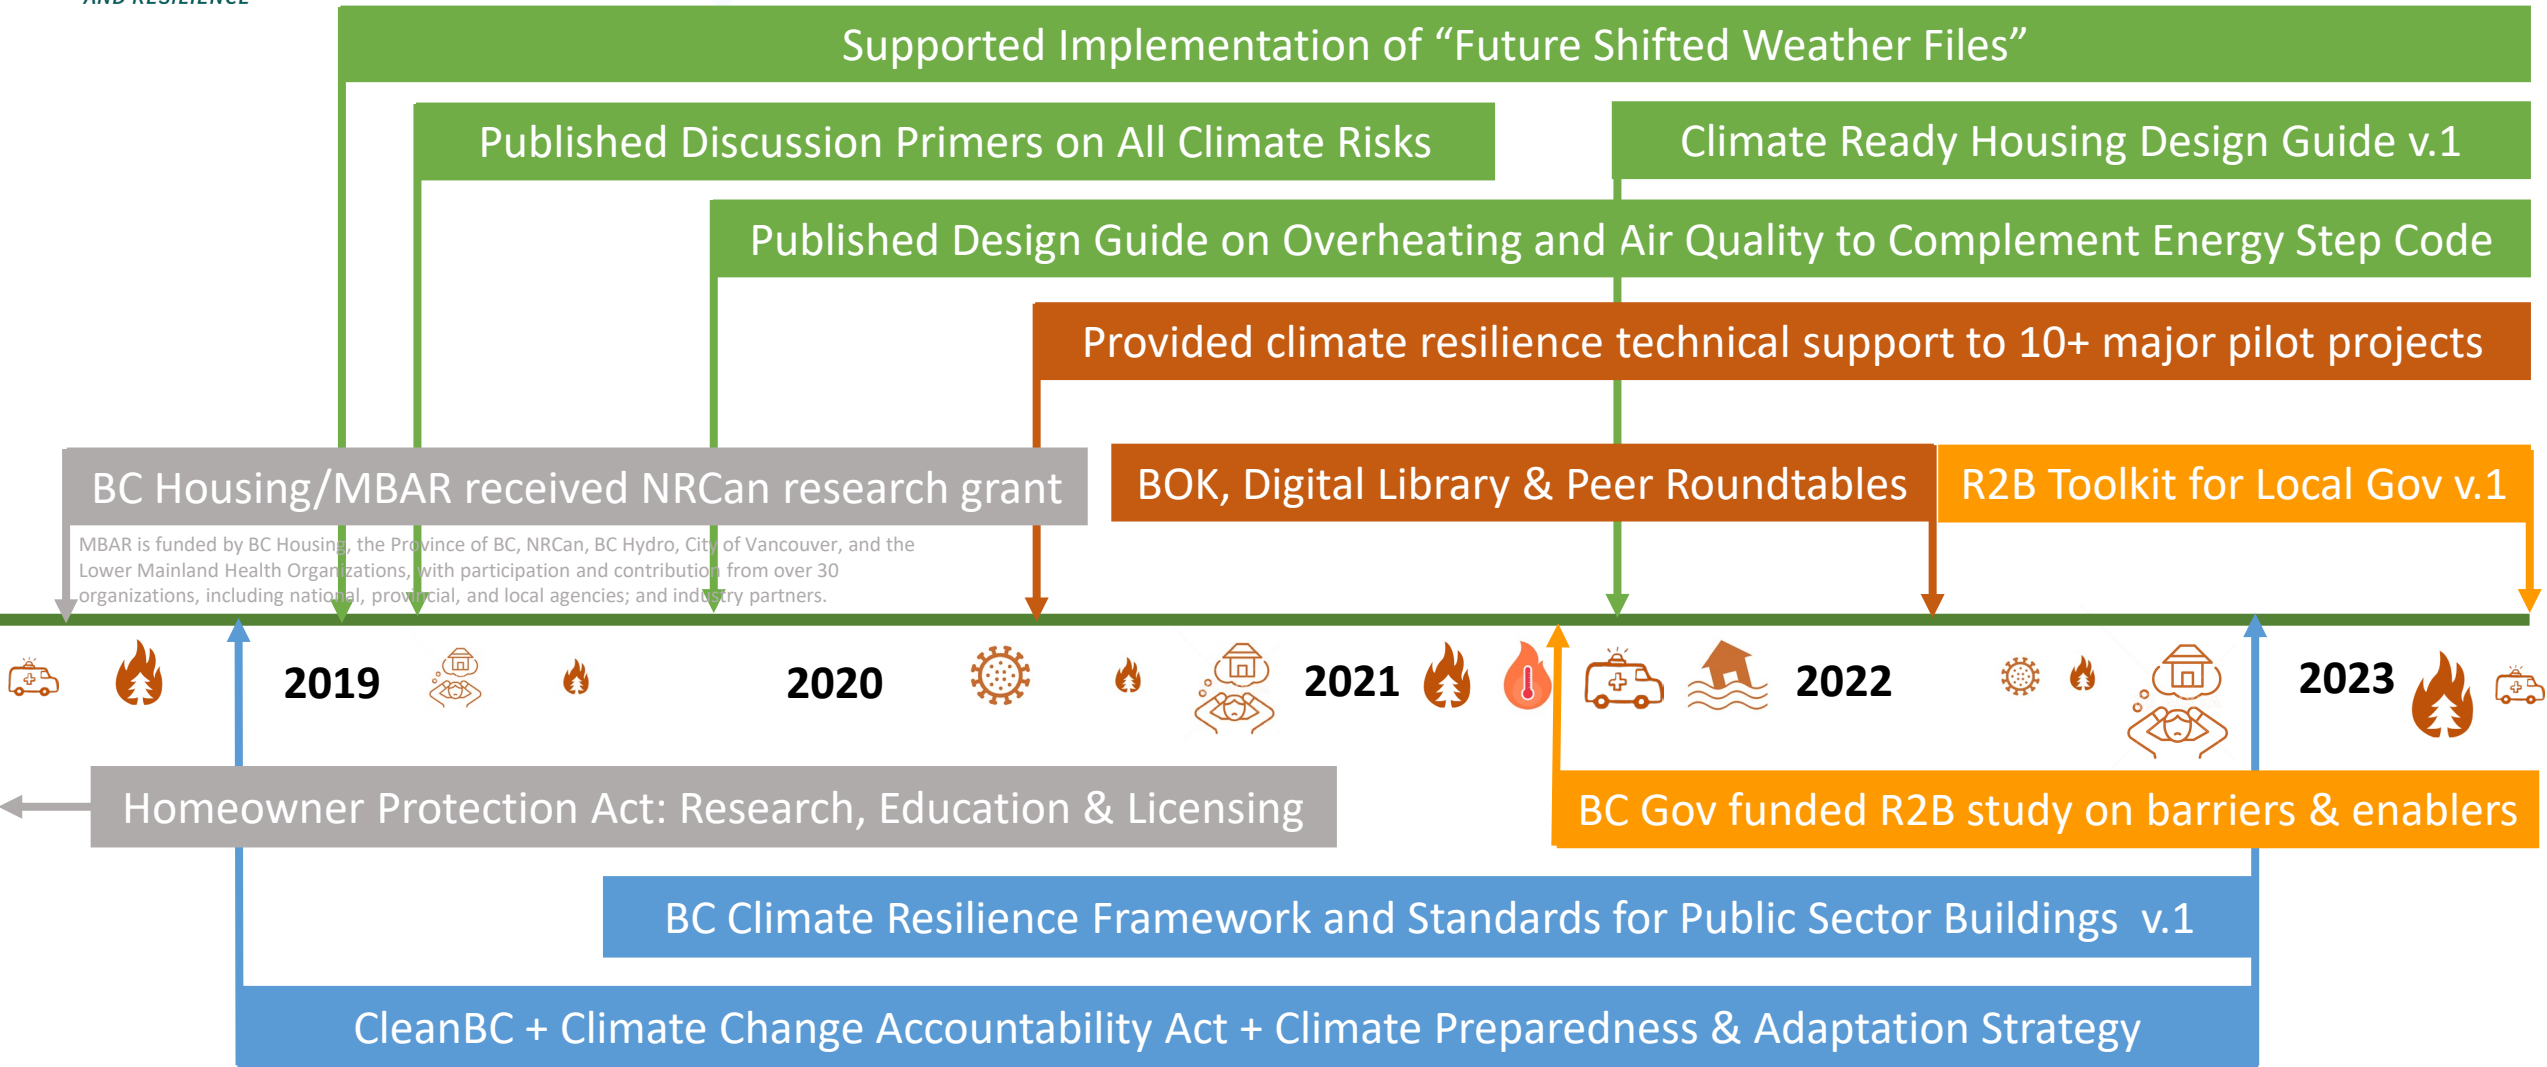 AND RESILIENCE
Supported Implementation of “Future Shifted Weather Files”
Published Discussion Primers on All Climate Risks
Climate Ready Housing Design Guide v.1
Published Design Guide on Overheating and Air Quality to Complement Energy Step Code
Provided climate resilience technical support to 10+ major pilot projects
BC Housing/MBAR received NRCan research grant
BOK, Digital Library & Peer Roundtables
R2B Toolkit for Local Gov v.1
MBAR is funded by BC Housing, the Province of BC, NRCan, BC Hydro, City of Vancouver, and the
Lower Mainland Health Organizations, with participation and contribution from over 30
organizations, including national, provincial, and local agencies; and industry partners.
2019
2020
2021
2022
2023
Homeowner Protection Act: Research, Education & Licensing
BC Gov funded R2B study on barriers & enablers
BC Climate Resilience Framework and Standards for Public Sector Buildings v.1
CleanBC + Climate Change Accountability Act + Climate Preparedness & Adaptation Strategy